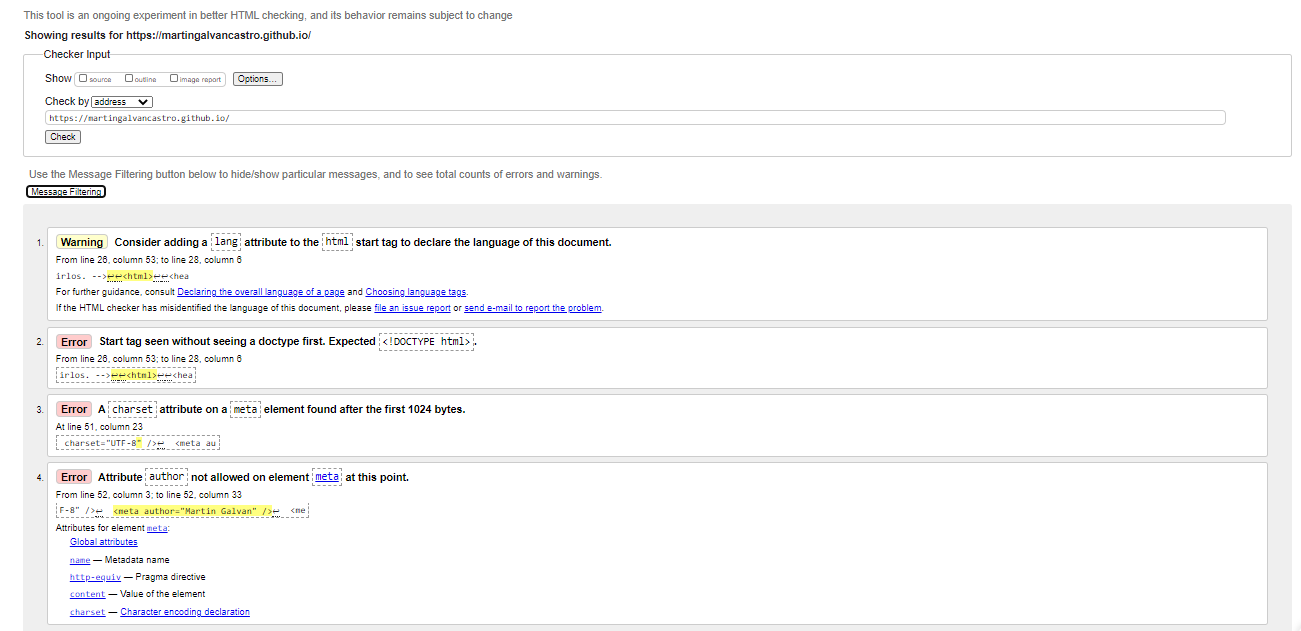 This tool is an ongoing experiment in better HTML checking, and its behavior remains subject to change
Showing results for https://martingalvancastro.github.io/
Checker Input
Show source outline image report Options...
Check by address
https://martingalvancastro.github.io/
Check
Use the Message Filtering button below to hide/show particular messages, and to see total counts of errors and warnings.
Message Filtering
1. Warning Consider adding a lang attribute to the html start tag to declare the language of this document.
From line 26, column 53; to line 28, column 6
irlos. -->↩↩<html>↩↩<hea
For further guidance, consult Declaring the overall language of a page and Choosing language tags.
If the HTML checker has misidentified the language of this document, please file an issue report or send e-mail to report the problem.
2. Error Start tag seen without seeing a doctype first. Expected <!DOCTYPE html>.
From line 26, column 53; to line 28, column 6
irlos. -->↩↩<html>↩↩<hea
3. Error A charset attribute on a meta element found after the first 1024 bytes.
At line 51, column 23
charset="UTF-8" />↩ <meta au
4. Error Attribute author not allowed on element meta at this point.
From line 52, column 3; to line 52, column 33
F-8" />↩ <meta author="Martin Galvan" />↩ <me
Attributes for element meta:
Global attributes
name — Metadata name
http-equiv — Pragma directive
content — Value of the element
charset — Character encoding declaration